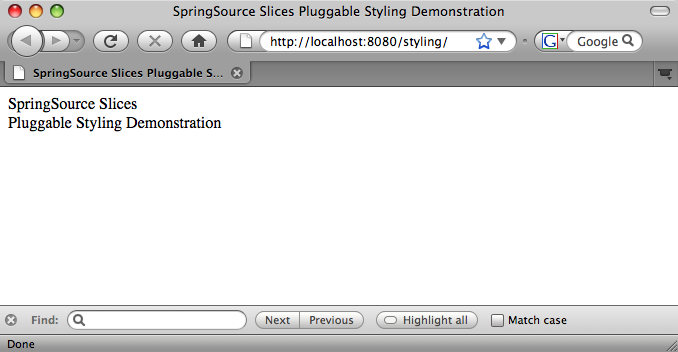 SpringSource Slices Pluggable Styling Demonstration
http://localhost:8080/styling/
G
Google
SpringSource Slices Pluggable S...
SpringSource Slices
Pluggable Styling Demonstration
Find:
Next
Previous
Highlight all
Match case
Done